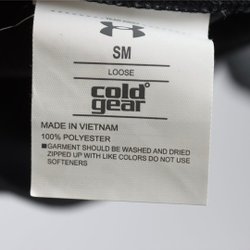 SM
LOOSE
cold
gear
MADE IN VIETNAM
100% POLYESTER
■GARMENT SHOULD BE WASHED AND DRIED
ZIPPED UP WITH LIKE COLORS DO NOT USE
SOFTENERS